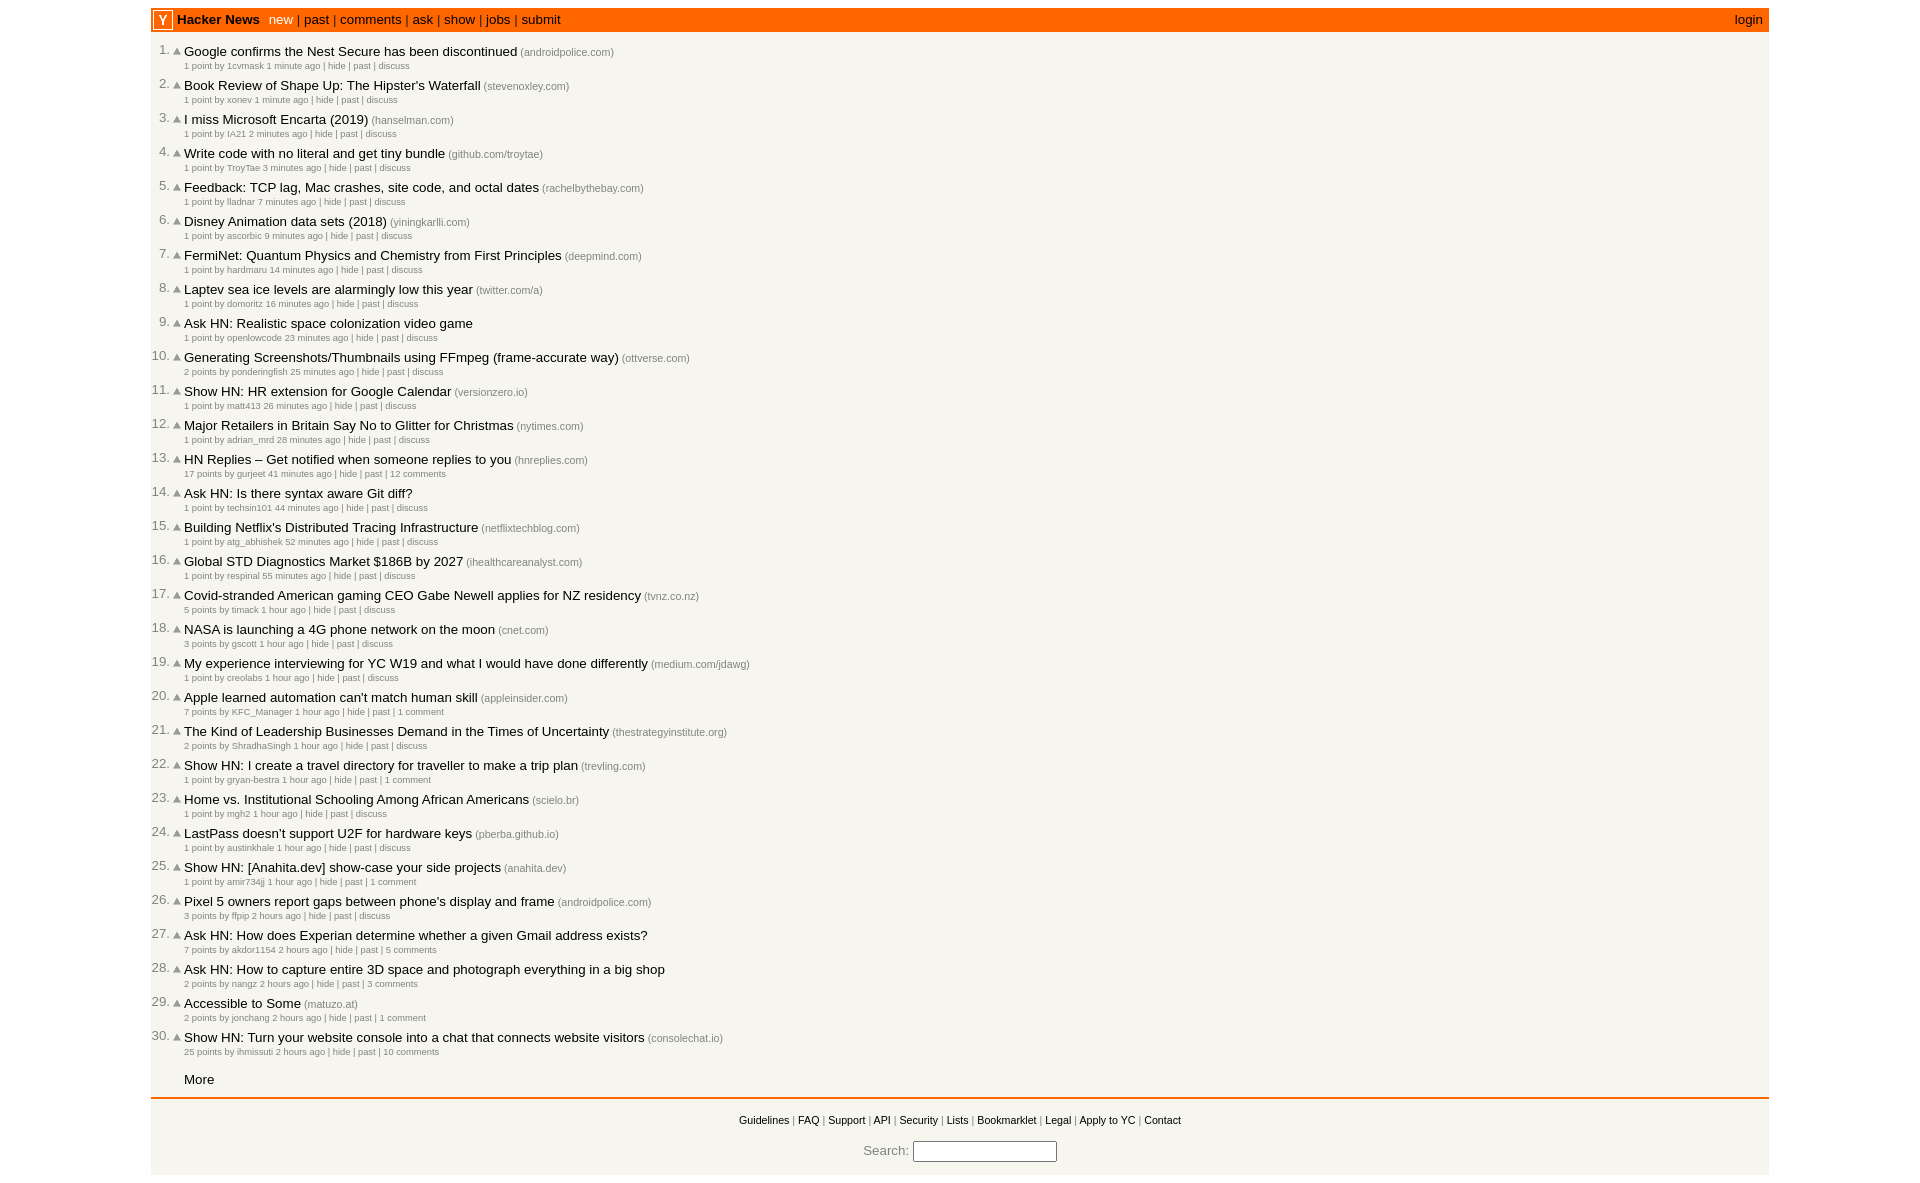 Y Hacker News new | past | comments | ask | show | jobs | submit login
1. Google confirms the Nest Secure has been discontinued (androidpolice.com)
1 point by 1cvmask 1 minute ago | hide | past | discuss
2. Book Review of Shape Up: The Hipster's Waterfall (stevenoxley.com)
1 point by xonev 1 minute ago | hide | past | discuss
3. I miss Microsoft Encarta (2019) (hanselman.com)
1 point by IA21 2 minutes ago | hide | past | discuss
4. Write code with no literal and get tiny bundle (github.com/troytae)
1 point by TroyTae 3 minutes ago | hide | past | discuss
5. Feedback: TCP lag, Mac crashes, site code, and octal dates (rachelbythebay.com)
1 point by lladnar 7 minutes ago | hide | past | discuss
6. Disney Animation data sets (2018) (yiningkarlli.com)
1 point by ascorbic 9 minutes ago | hide | past | discuss
7. FermiNet: Quantum Physics and Chemistry from First Principles (deepmind.com)
1 point by hardmaru 14 minutes ago | hide | past | discuss
8. Laptev sea ice levels are alarmingly low this year (twitter.com/a)
1 point by domoritz 16 minutes ago | hide | past | discuss
9. Ask HN: Realistic space colonization video game
1 point by openlowcode 23 minutes ago | hide | past | discuss
10. Generating Screenshots/Thumbnails using FFmpeg (frame-accurate way) (ottverse.com)
2 points by ponderingfish 25 minutes ago | hide | past | discuss
11. Show HN: HR extension for Google Calendar (versionzero.io)
1 point by matt413 26 minutes ago | hide | past | discuss
12. Major Retailers in Britain Say No to Glitter for Christmas (nytimes.com)
1 point by adrian_mrd 28 minutes ago | hide | past | discuss
13. HN Replies – Get notified when someone replies to you (hnreplies.com)
17 points by gurjeet 41 minutes ago | hide | past | 12 comments
14. Ask HN: Is there syntax aware Git diff?
1 point by techsin101 44 minutes ago | hide | past | discuss
15. Building Netflix's Distributed Tracing Infrastructure (netflixtechblog.com)
1 point by atg_abhishek 52 minutes ago | hide | past | discuss
16. Global STD Diagnostics Market $186B by 2027 (ihealthcareanalyst.com)
1 point by respinal 55 minutes ago | hide | past | discuss
17. Covid-stranded American gaming CEO Gabe Newell applies for NZ residency (tvnz.co.nz)
5 points by timack 1 hour ago | hide | past | discuss
18. NASA is launching a 4G phone network on the moon (cnet.com)
3 points by gscott 1 hour ago | hide | past | discuss
19. My experience interviewing for YC W19 and what I would have done differently (medium.com/jdawg)
1 point by creolabs 1 hour ago | hide | past | discuss
20. Apple learned automation can't match human skill (appleinsider.com)
7 points by KFC_Manager 1 hour ago | hide | past | 1 comment
21. The Kind of Leadership Businesses Demand in the Times of Uncertainty (thestrategyinstitute.org)
2 points by ShradhaSingh 1 hour ago | hide | past | discuss
22. Show HN: I create a travel directory for traveller to make a trip plan (trevling.com)
1 point by gryan-bestra 1 hour ago | hide | past | 1 comment
23. Home vs. Institutional Schooling Among African Americans (scielo.br)
1 point by mgh2 1 hour ago | hide | past | discuss
24. LastPass doesn't support U2F for hardware keys (pberba.github.io)
1 point by austinkhale 1 hour ago | hide | past | discuss
25. Show HN: [Anahita.dev] show-case your side projects (anahita.dev)
1 point by amir734jj 1 hour ago | hide | past | 1 comment
26. Pixel 5 owners report gaps between phone's display and frame (androidpolice.com)
3 points by ffpip 2 hours ago | hide | past | discuss
27. Ask HN: How does Experian determine whether a given Gmail address exists?
7 points by akdor1154 2 hours ago | hide | past | 5 comments
28. Ask HN: How to capture entire 3D space and photograph everything in a big shop
2 points by nangz 2 hours ago | hide | past | 3 comments
29. Accessible to Some (matuzo.at)
2 points by jonchang 2 hours ago | hide | past | 1 comment
30. Show HN: Turn your website console into a chat that connects website visitors (consolechat.io)
25 points by ihmissuti 2 hours ago | hide | past | 10 comments
More
Guidelines | FAQ | Support | API | Security | Lists | Bookmarklet | Legal | Apply to YC | Contact
Search: